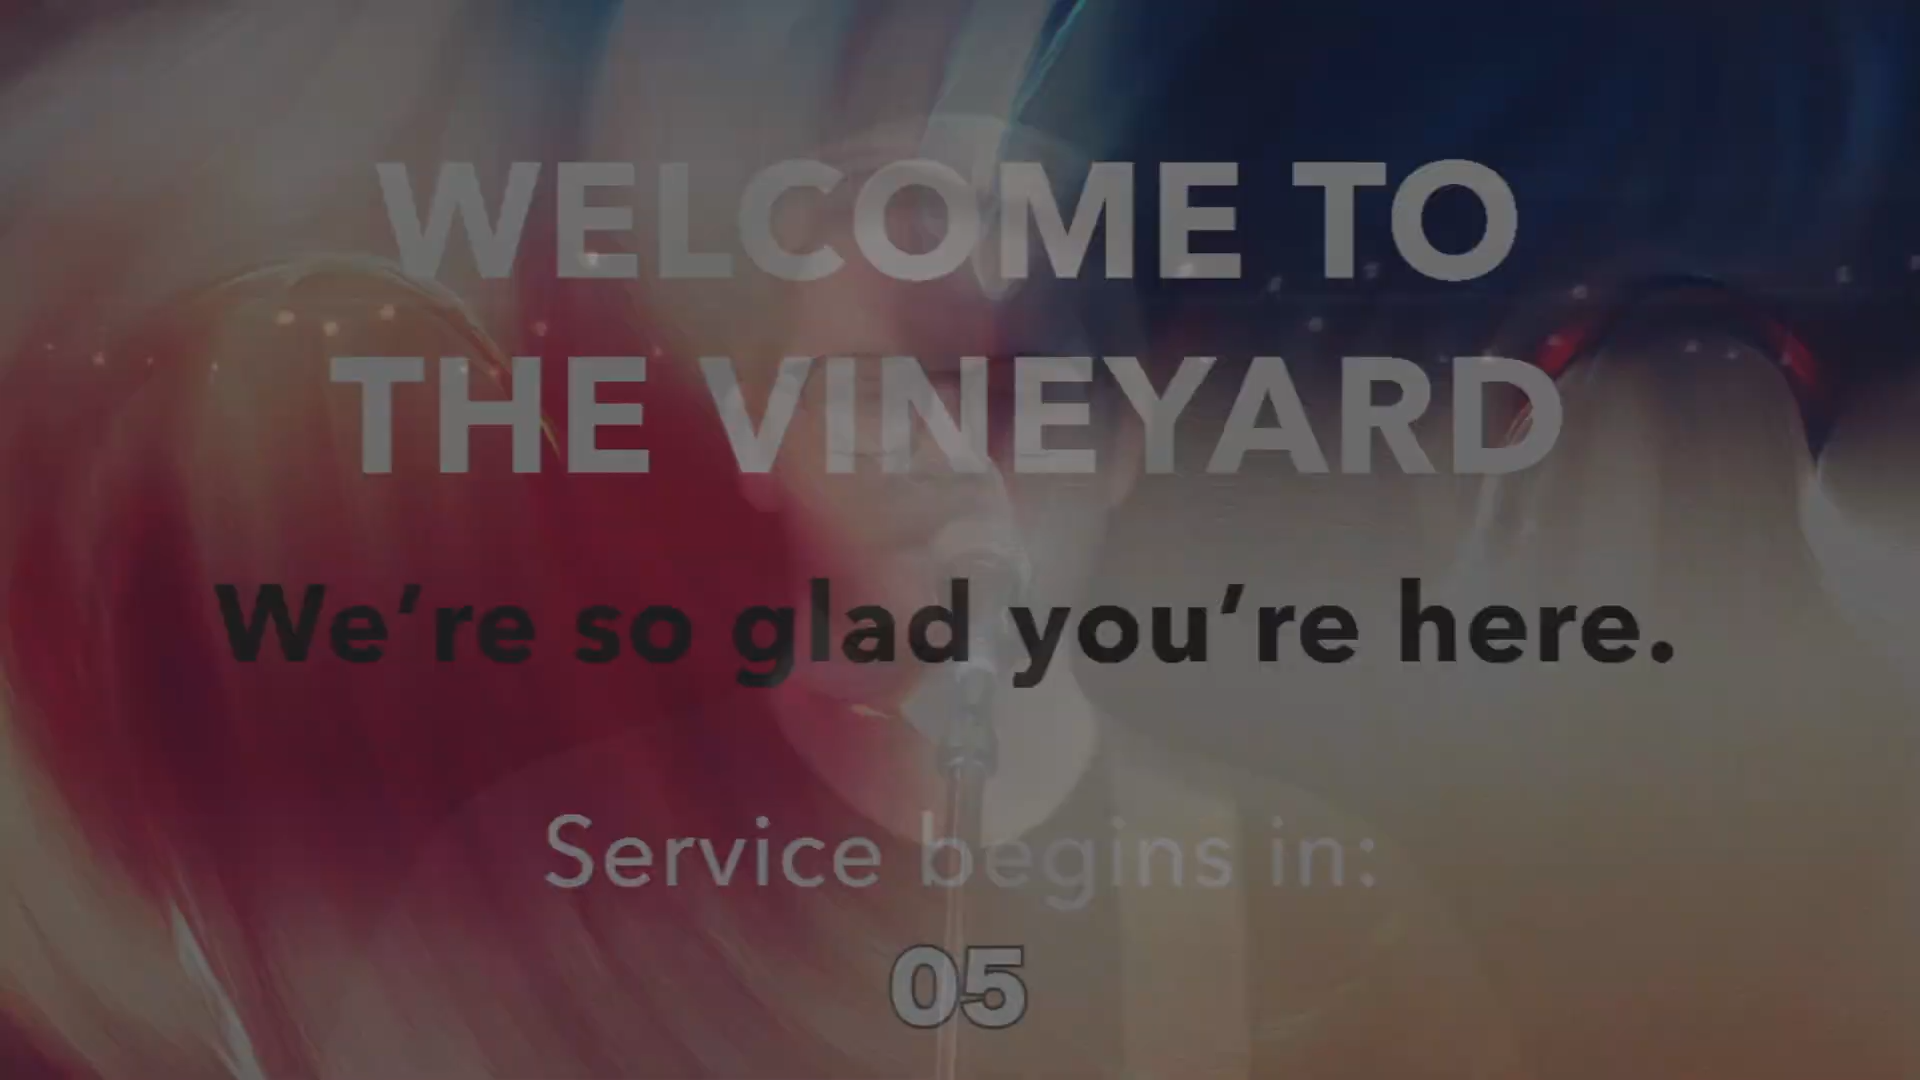 WELCOME TO
THE VINEYARD
We’re so glad you’re here.
Service begins in:
05